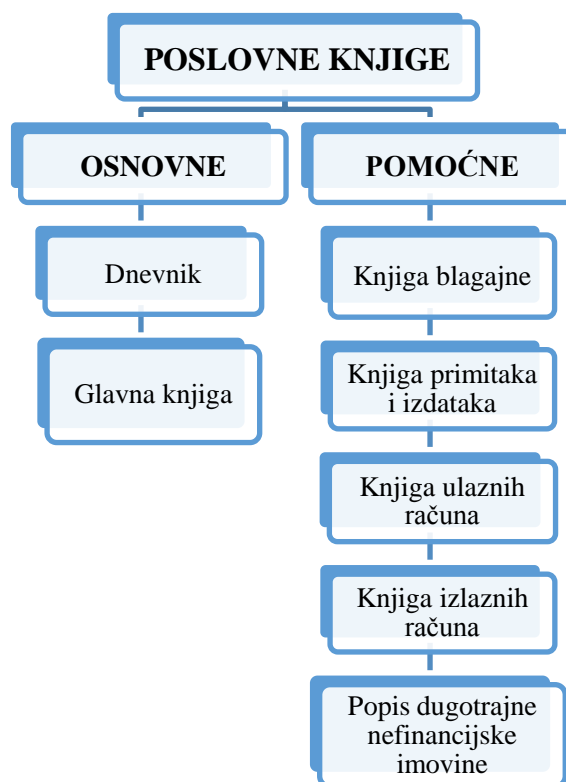 POSLOVNE KNJIGE
OSNOVNE
Dnevnik
Glavna knjiga
POMOĆNE
Knjiga blagajne
Knjiga primitaka
i izdataka
Knjiga ulaznih
računa
Knjiga izlaznih
računa
Popis dugotrajne
nefinancijske
imovine